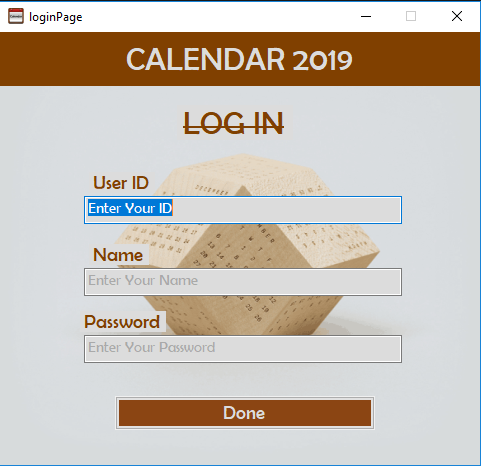 loginPage
CALENDAR 2019
LOG IN
User ID
Enter Your ID
Name
Enter Your Name
Password
Enter Your Password
Done